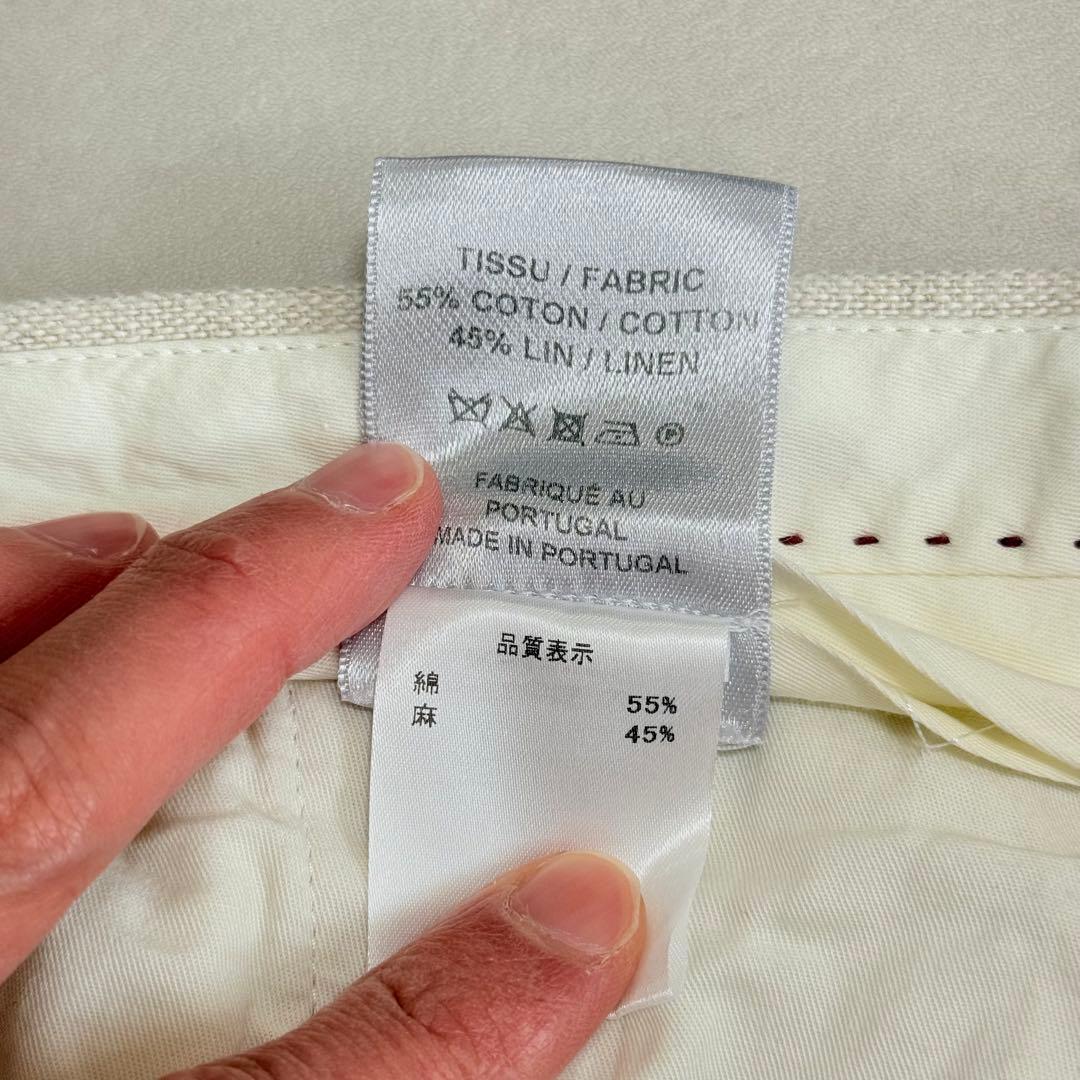 TISSU / FABRIC
55% COTON / COTTON
45% LIN / LINEN
P
FABRIQUÉ AU
PORTUGAL
MADE IN PORTUGAL
品質表示
綿 55%
麻 45%